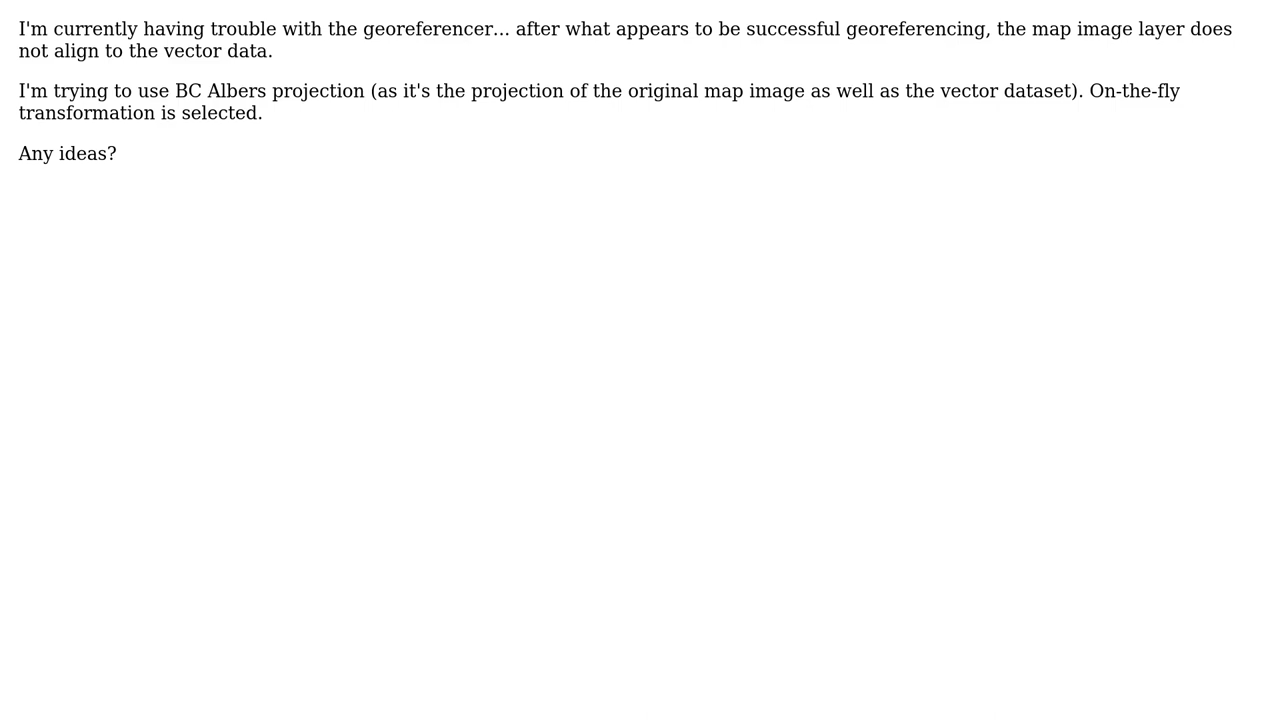 I'm currently having trouble with the georeferencer... after what appears to be successful georeferencing, the map image layer does
not align to the vector data.
I'm trying to use BC Albers projection (as it's the projection of the original map image as well as the vector dataset). On-the-fly
transformation is selected.
Any ideas?